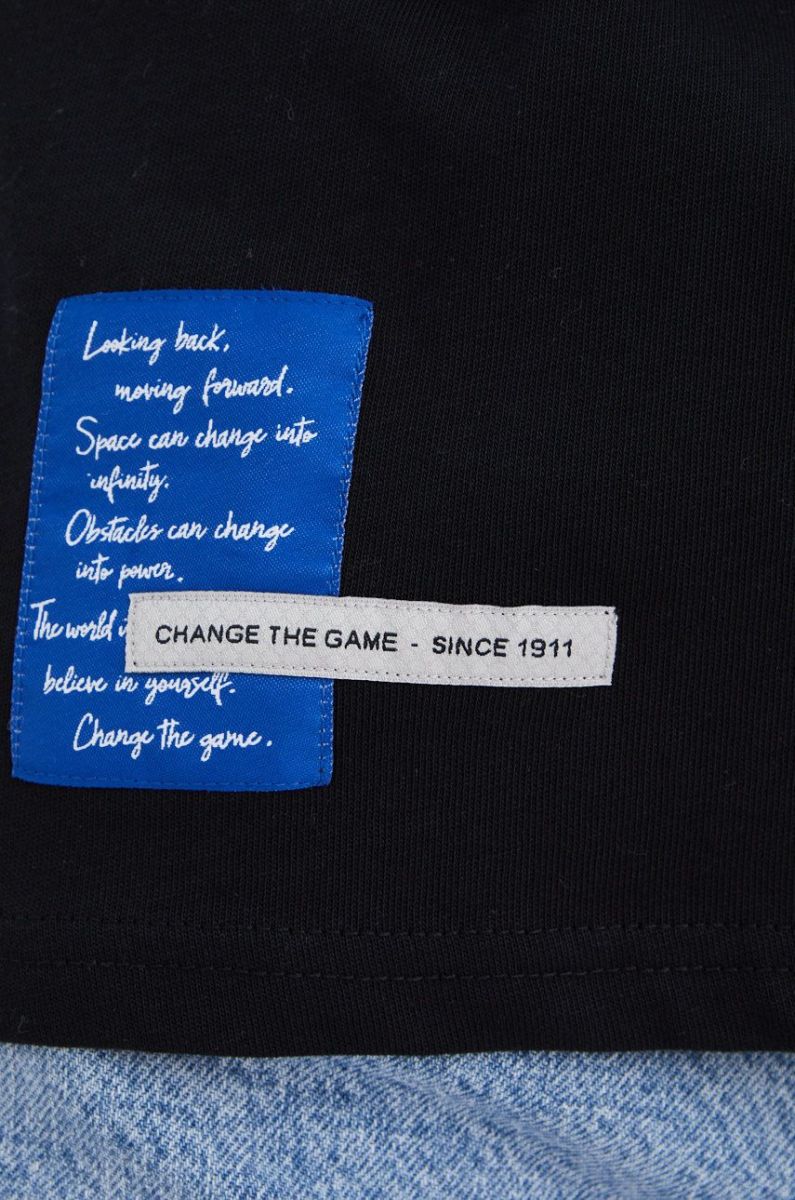 Looking back,
moving forward.
Space can change into
infinity.
Obstacles can change
into power.
The world
CHANGE THE GAME - SINCE 1911
believe in yourself.
Change the game.